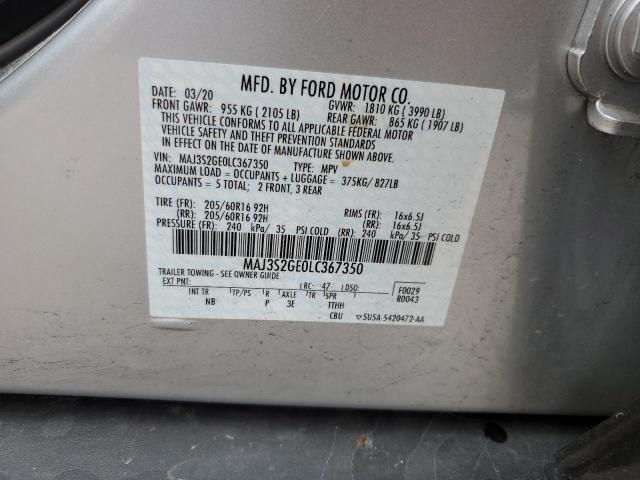 MFD. BY FORD MOTOR CO.
DATE: 03/20 GVWR: 1810 KG ( 3990 LB)
FRONT GAWR: 955 KG ( 2105 LB) REAR GAWR: 865 KG ( 1907 LB)
THIS VEHICLE CONFORMS TO ALL APPLICABLE FEDERAL MOTOR
VEHICLE SAFETY AND THEFT PREVENTION STANDARDS
IN EFFECT ON THE DATE OF MANUFACTURE SHOWN ABOVE.
VIN: MAJ3S2GE0LC367350 TYPE: MPV
MAXIMUM LOAD = OCCUPANTS + LUGGAGE = 375KG/ 827LB
OCCUPANTS = 5 TOTAL; 2 FRONT, 3 REAR
TIRE (FR): 205/60R16 92H RIMS (FR): 16x6.5J
(RR): 205/60R16 92H (RR): 16x6.5J
PRESSURE (FR): 240 kPa/ 35 PSI COLD (RR): 240 kPa/ 35 PSI COLD
MAJ3S2GE0LC367350
TRAILER TOWING - SEE OWNER GUIDE
EXT PNT: RC: 47 DSO: F0029
INT TR TP/PS R AXLE TR SPR R0043
NB P 3E TTHH
CBU 5U5A-5420472-AA